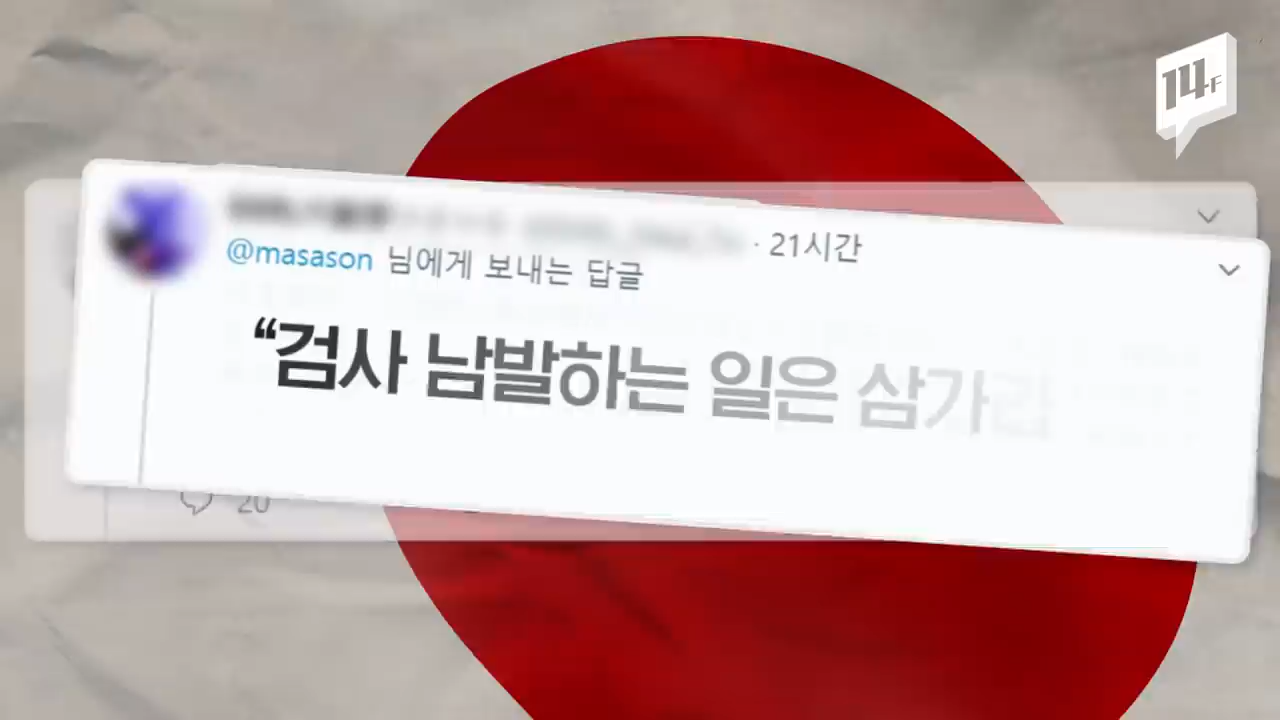 14F
· 21시간
@masason 님에게 보내는 답글
“검사 남발하는 일은 삼가
20